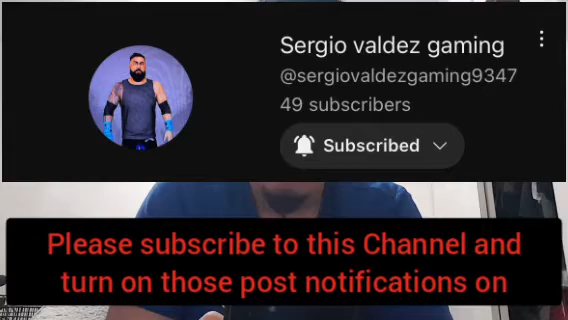 Sergio valdez gaming
@sergiovaldezgaming9347
49 subscribers
Subscribed
Please subscribe to this Channel and
turn on those post notifications on